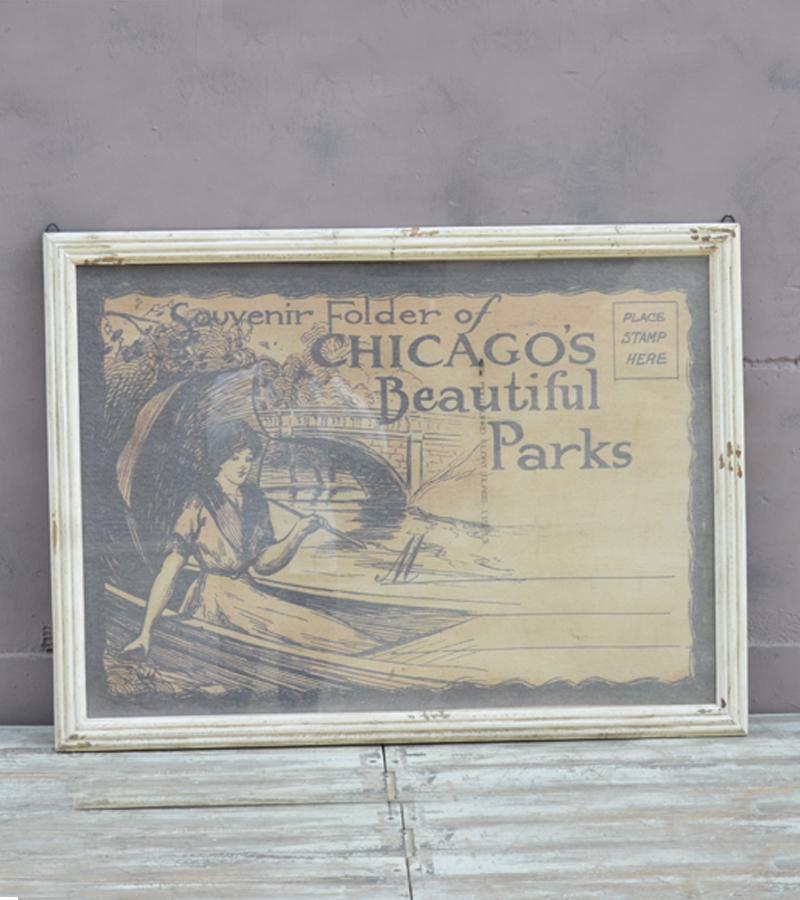 Souvenir Folder of
CHICAGO'S
Beautiful
Parks
PLACE
STAMP
HERE
M